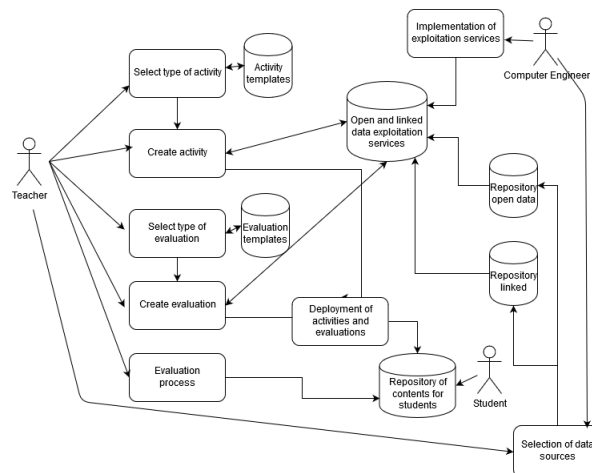 Implementation of
exploitation services
Computer Engineer
Select type of activity
Activity
templates
Open and linked
data exploitation
services
Create activity
Teacher
Repository
open data
Select type of
evaluation
Evaluation
templates
Repository
linked
Create evaluation
Deployment of
activities and
evaluations
Evaluation
process
Repository
of contents for
students
Student
Selection of data
sources